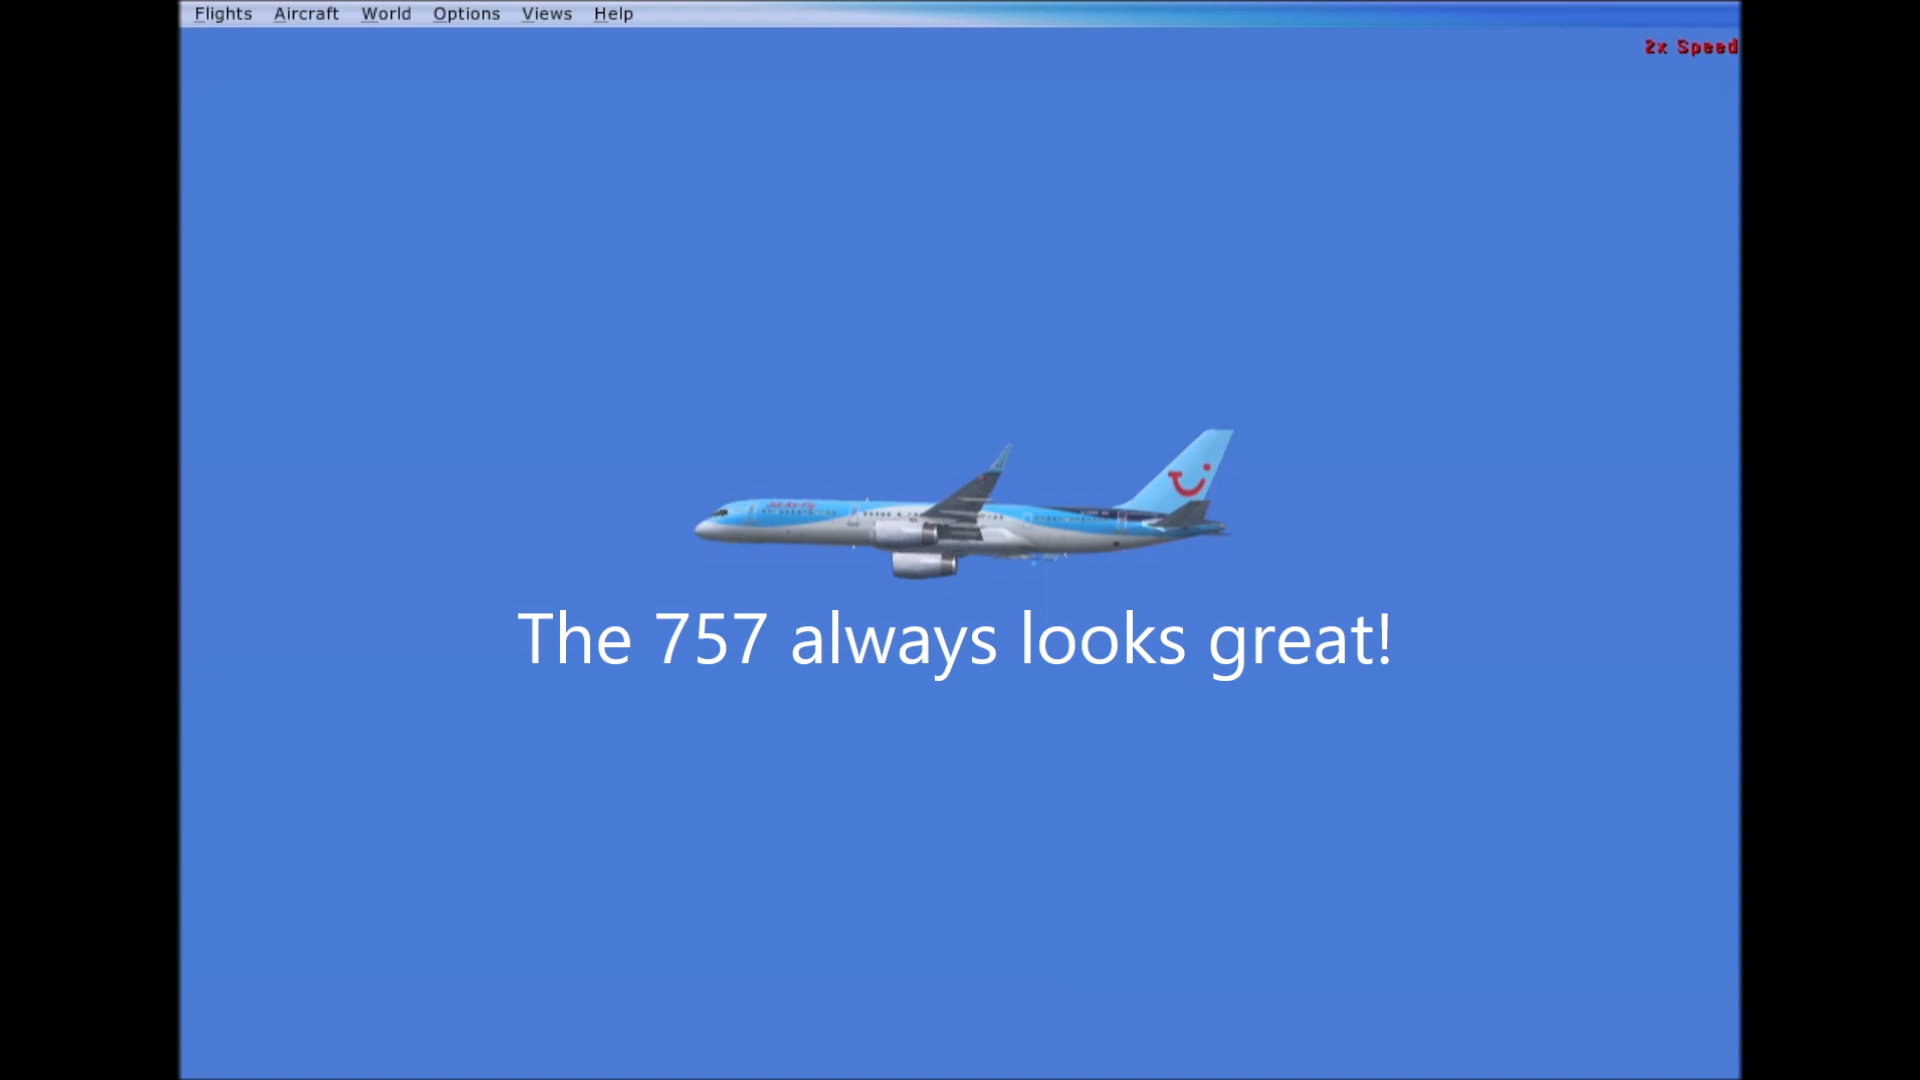 Flights Aircraft World Options Views Help
2x Speed
The 757 always looks great!